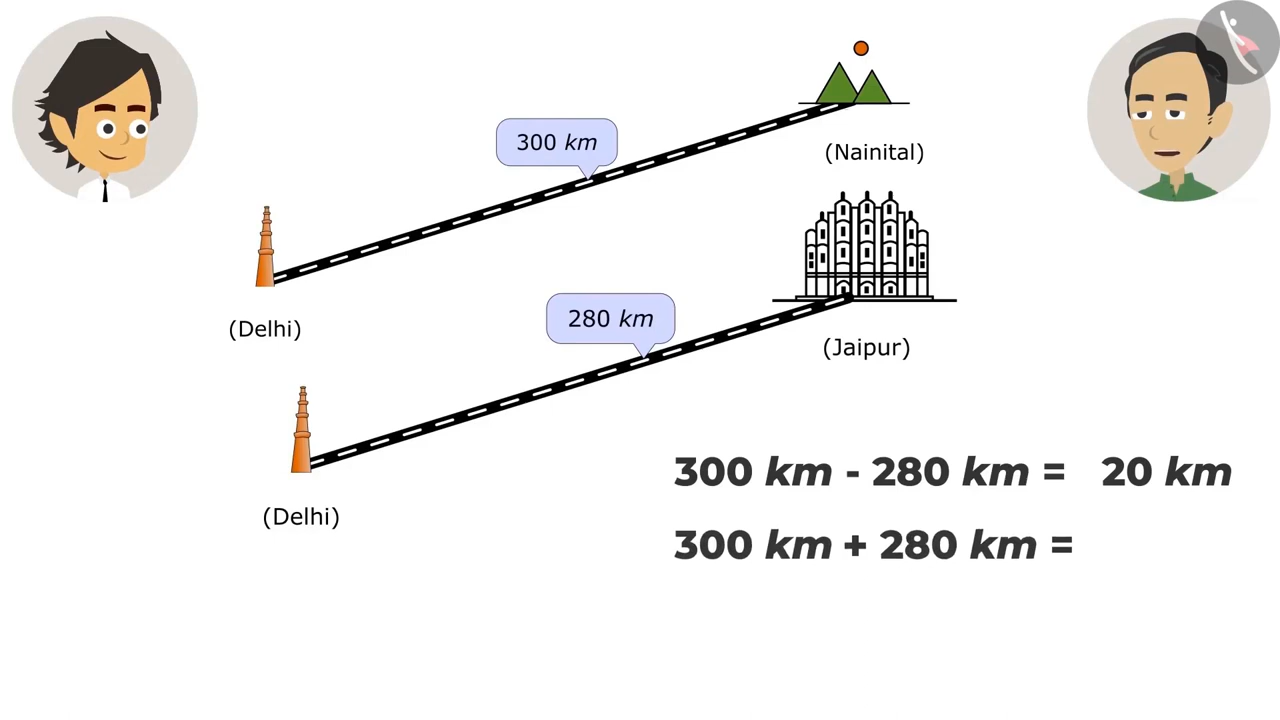 300 km
(Nainital)
(Delhi)
280 km
(Jaipur)
(Delhi)
300 km - 280 km = 20 km
300 km + 280 km =